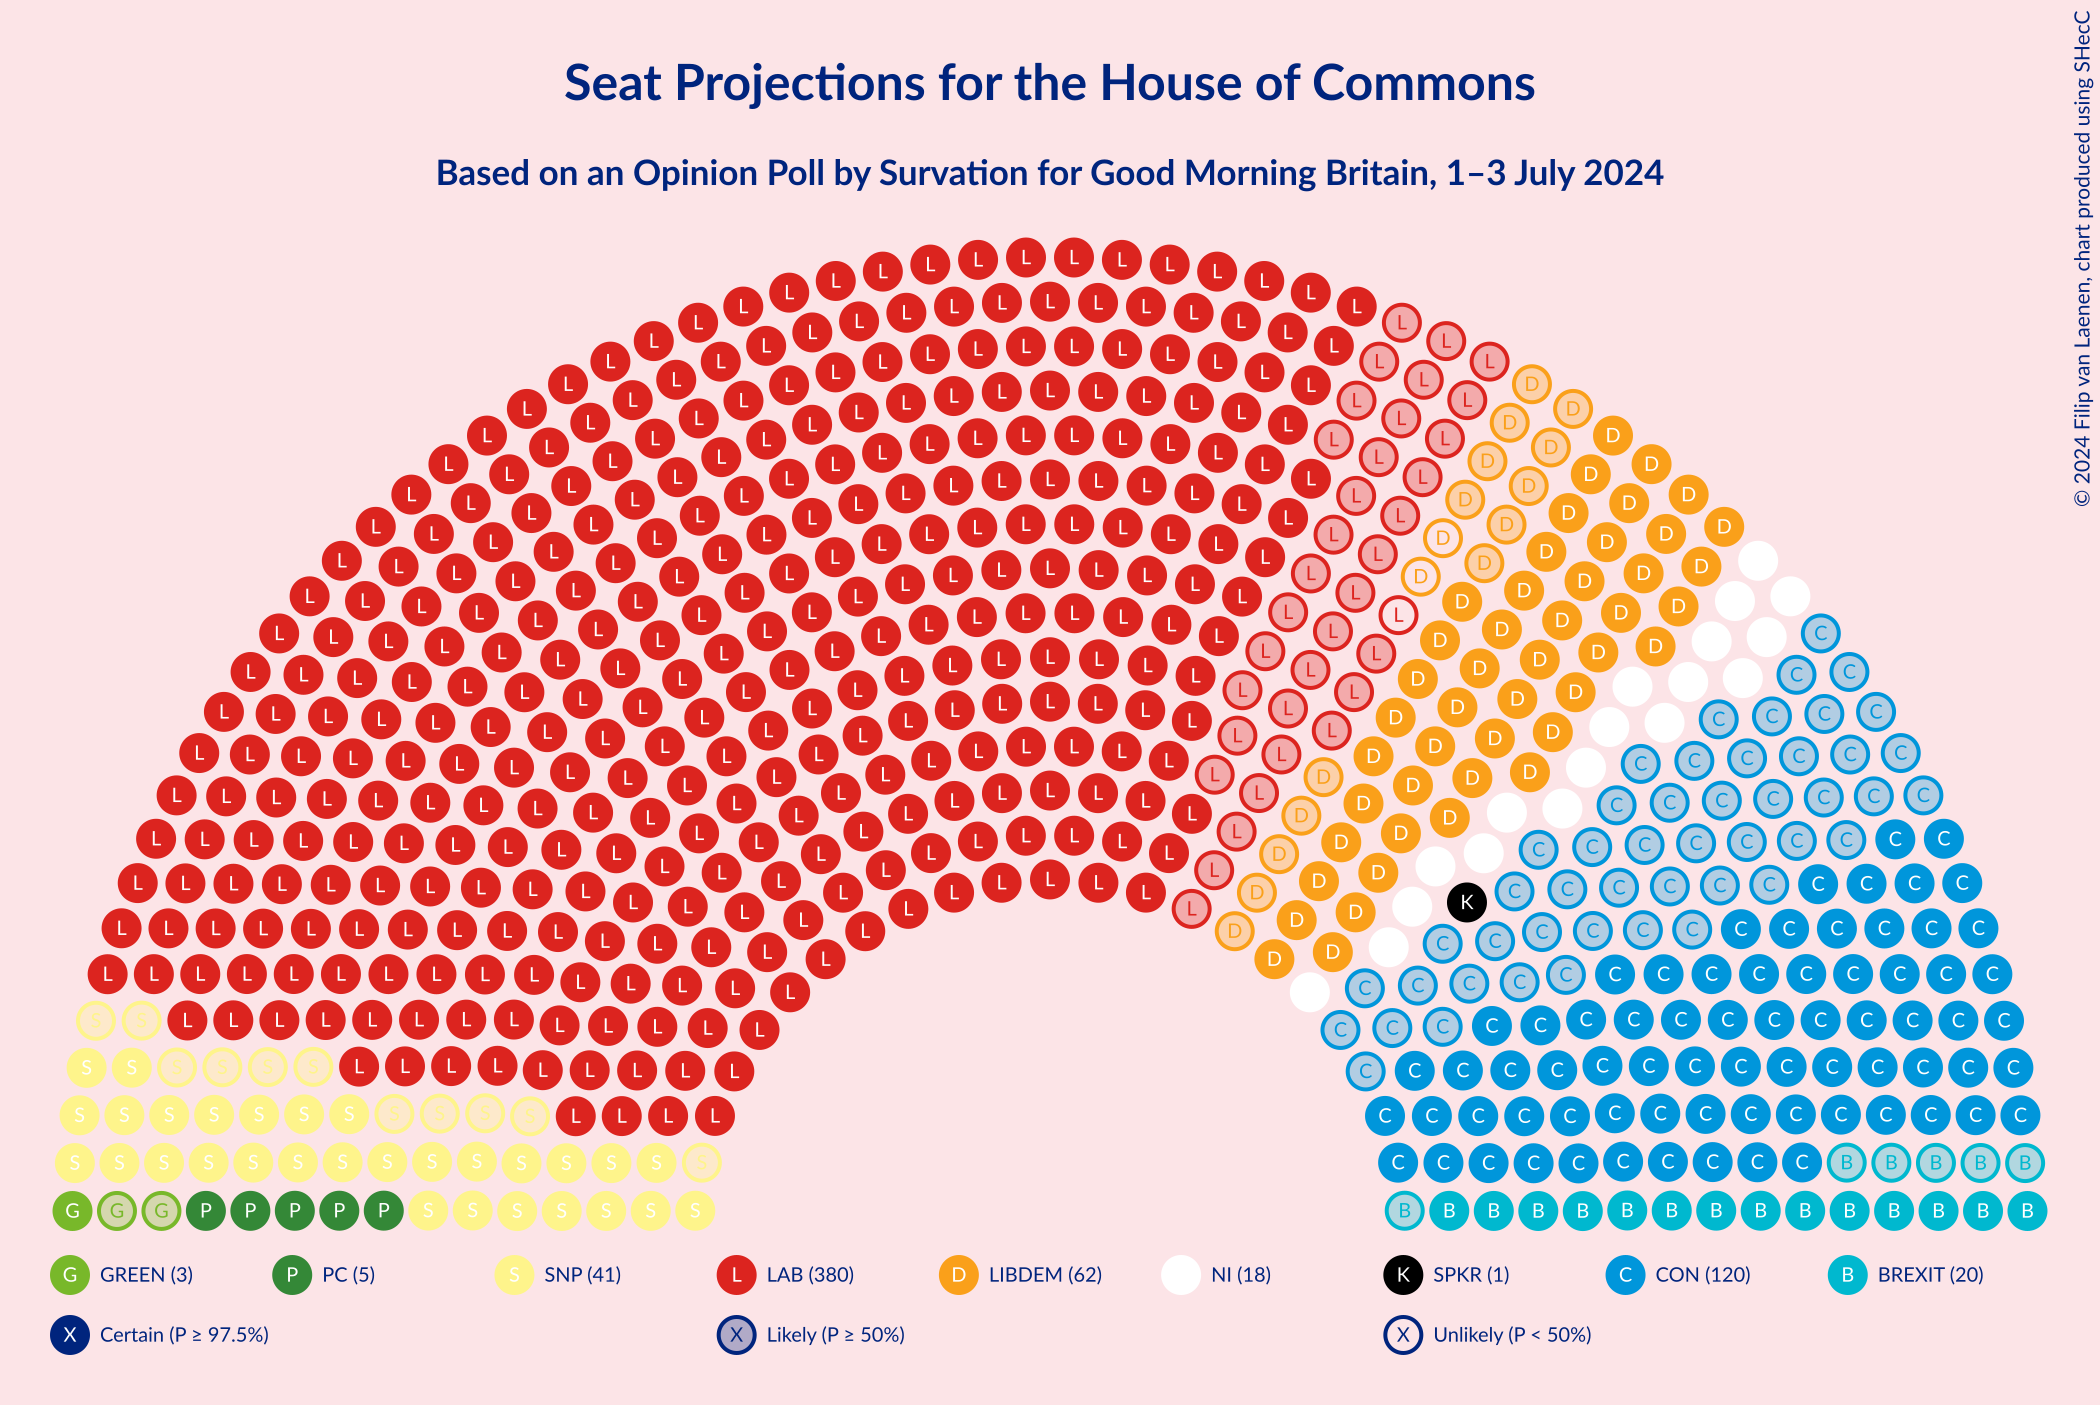 Seat Projections for the House of Commons
Based on an Opinion Poll by Survation for Good Morning Britain, 1–3 July 2024
© 2024 Filip van Laenen, chart produced using SHecC
G GREEN (3)
P PC (5)
S SNP (41)
L LAB (380)
D LIBDEM (62)
NI (18)
K SPKR (1)
C CON (120)
B BREXIT (20)
X Certain (P ≥ 97.5%)
X Likely (P ≥ 50%)
X Unlikely (P < 50%)